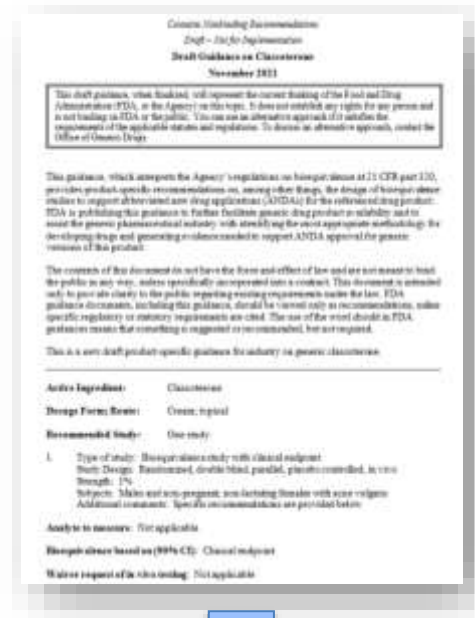 Contains Nonbinding Recommendations
Draft – Not for Implementation
Draft Guidance on Clascoterone
November 2021
This draft guidance, when finalized, will represent the current thinking of the Food and Drug
Administration (FDA, or the Agency) on this topic. It does not establish any rights for any person and
is not binding on FDA or the public. You can use an alternative approach if it satisfies the
requirements of the applicable statutes and regulations. To discuss an alternative approach, contact the
Office of Generic Drugs.
This guidance, which interprets the Agency's regulations on bioequivalence at 21 CFR part 320,
provides product-specific recommendations on, among other things, the design of bioequivalence
studies to support abbreviated new drug applications (ANDAs) for the referenced drug product.
FDA is publishing this guidance to further facilitate generic drug product availability and to
assist the generic pharmaceutical industry with identifying the most appropriate methodology for
developing drugs and generating evidence needed to support ANDA approval for generic
versions of this product.
The contents of this document do not have the force and effect of law and are not meant to bind
the public in any way, unless specifically incorporated into a contract. This document is intended
only to provide clarity to the public regarding existing requirements under the law. FDA
guidance documents, including this guidance, should be viewed only as recommendations, unless
specific regulatory or statutory requirements are cited. The use of the word should in FDA
guidances means that something is suggested or recommended, but not required.
This is a new draft product-specific guidance for industry on generic clascoterone.
Active Ingredient: Clascoterone
Dosage Form; Route: Cream; topical
Recommended Study: One study
1. Type of study: Bioequivalence study with clinical endpoint
Study Design: Randomized, double blind, parallel, placebo controlled, in vivo
Strength: 1%
Subjects: Males and non-pregnant, non-lactating females with acne vulgaris
Additional comments: Specific recommendations are provided below
Analyte to measure: Not applicable
Bioequivalence based on (90% CI): Clinical endpoint
Waiver request of in vivo testing: Not applicable